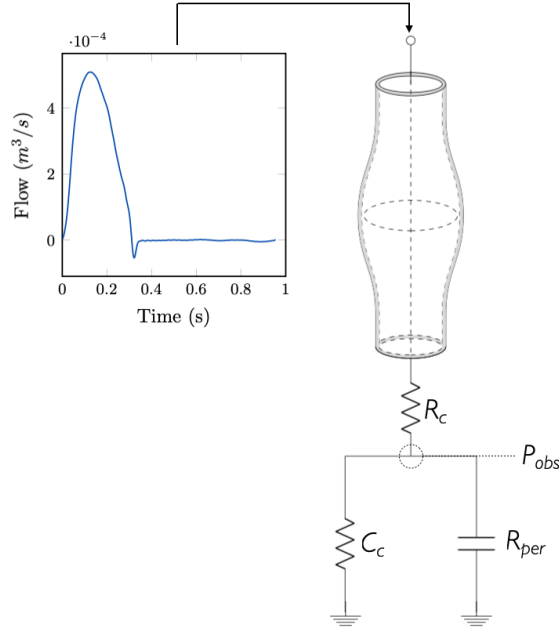 ·10⁻⁴
4
2
0
Flow (m³/s)
0 0.2 0.4 0.6 0.8 1
Time (s)
R_c
P_obs
C_c
R_per